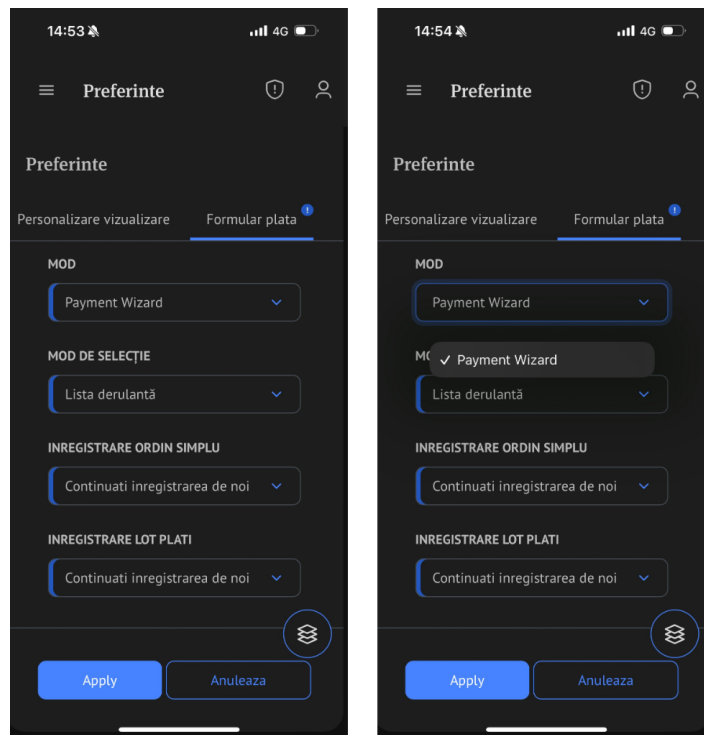 14:53
4G
Preferinte
Preferinte
Personalizare vizualizare
Formular plata
MOD
Payment Wizard
MOD DE SELECȚIE
Lista derulantă
INREGISTRARE ORDIN SIMPLU
Continuati inregistrarea de noi
INREGISTRARE LOT PLATI
Continuati inregistrarea de noi
Apply
Anuleaza
14:54
4G
Preferinte
Preferinte
Personalizare vizualizare
Formular plata
MOD
Payment Wizard
✓ Payment Wizard
Lista derulantă
INREGISTRARE ORDIN SIMPLU
Continuati inregistrarea de noi
INREGISTRARE LOT PLATI
Continuati inregistrarea de noi
Apply
Anuleaza